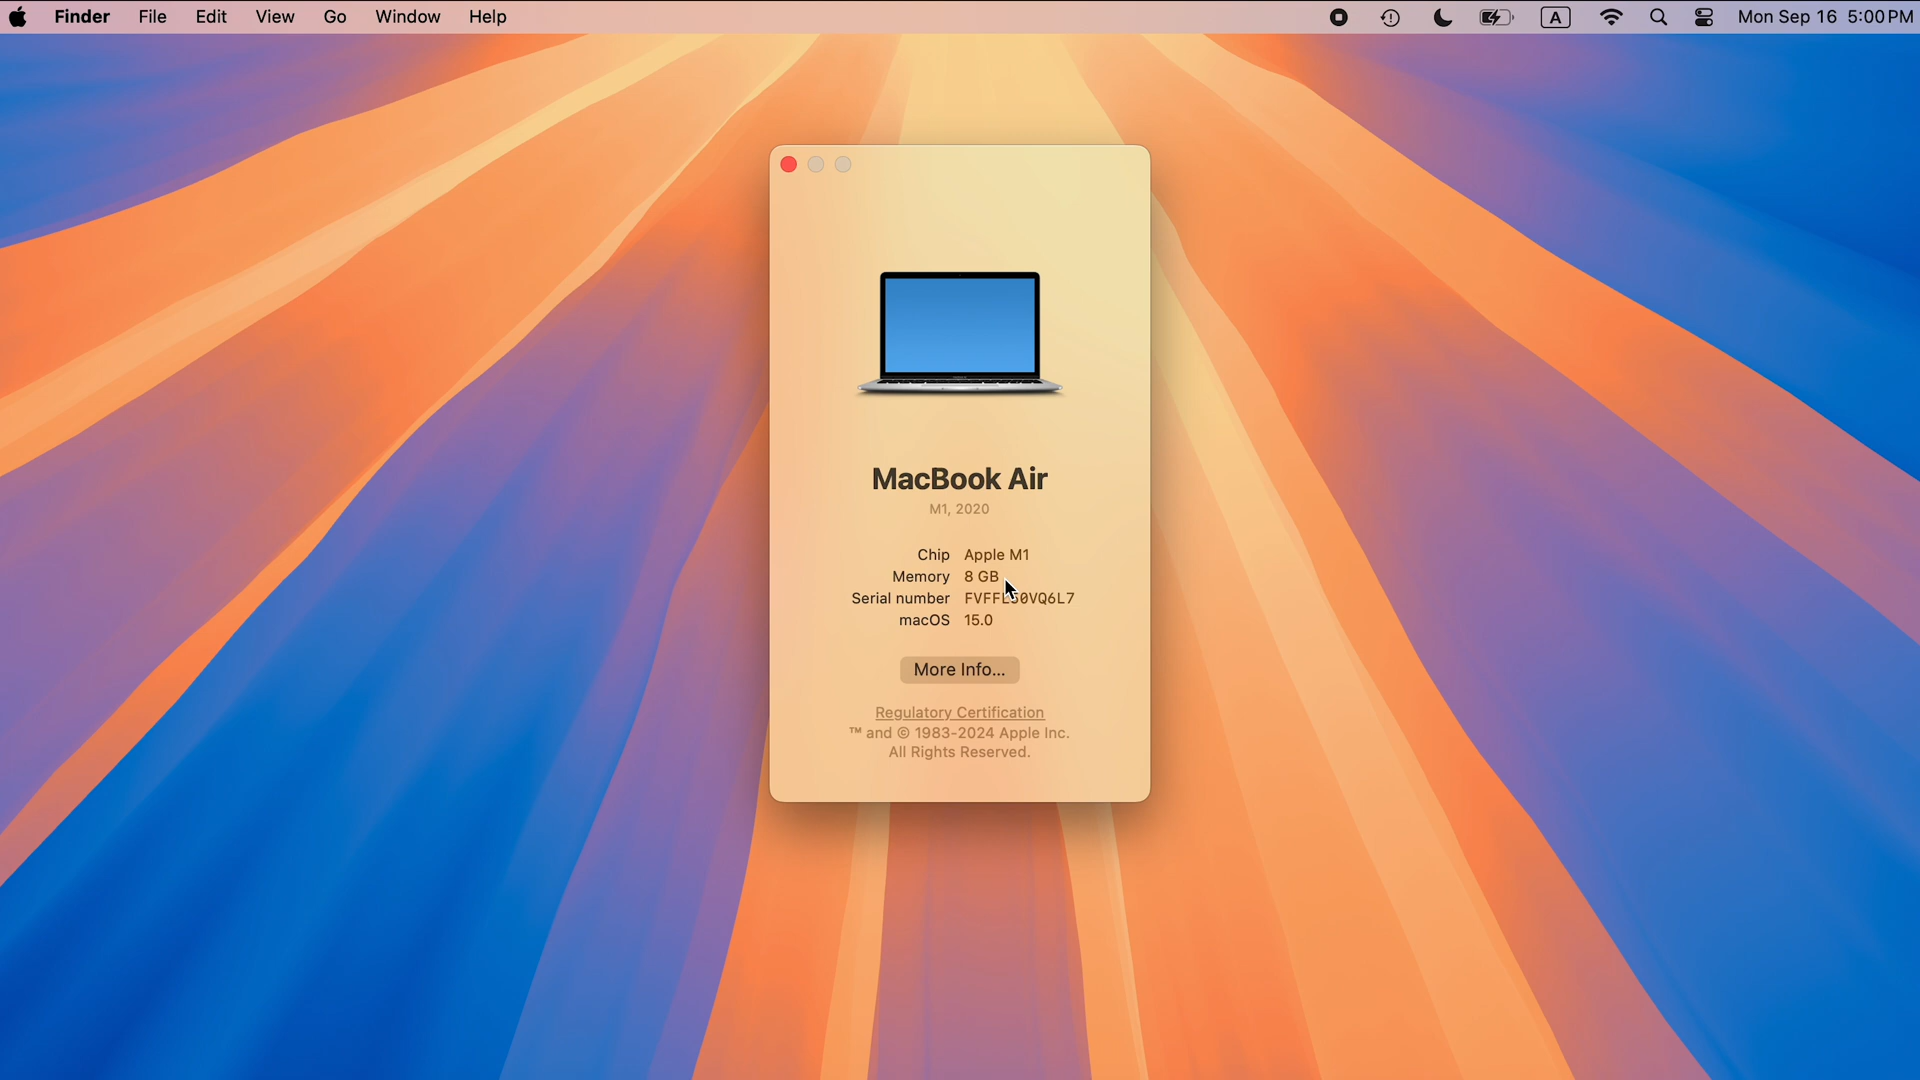 Finder File Edit View Go Window Help A Mon Sep 16 5:00 PM
MacBook Air
M1, 2020
Chip Apple M1
Memory 8 GB
Serial number
macOS 15.0
More Info...
Regulatory Certification
™ and © 1983-2024 Apple Inc.
All Rights Reserved.